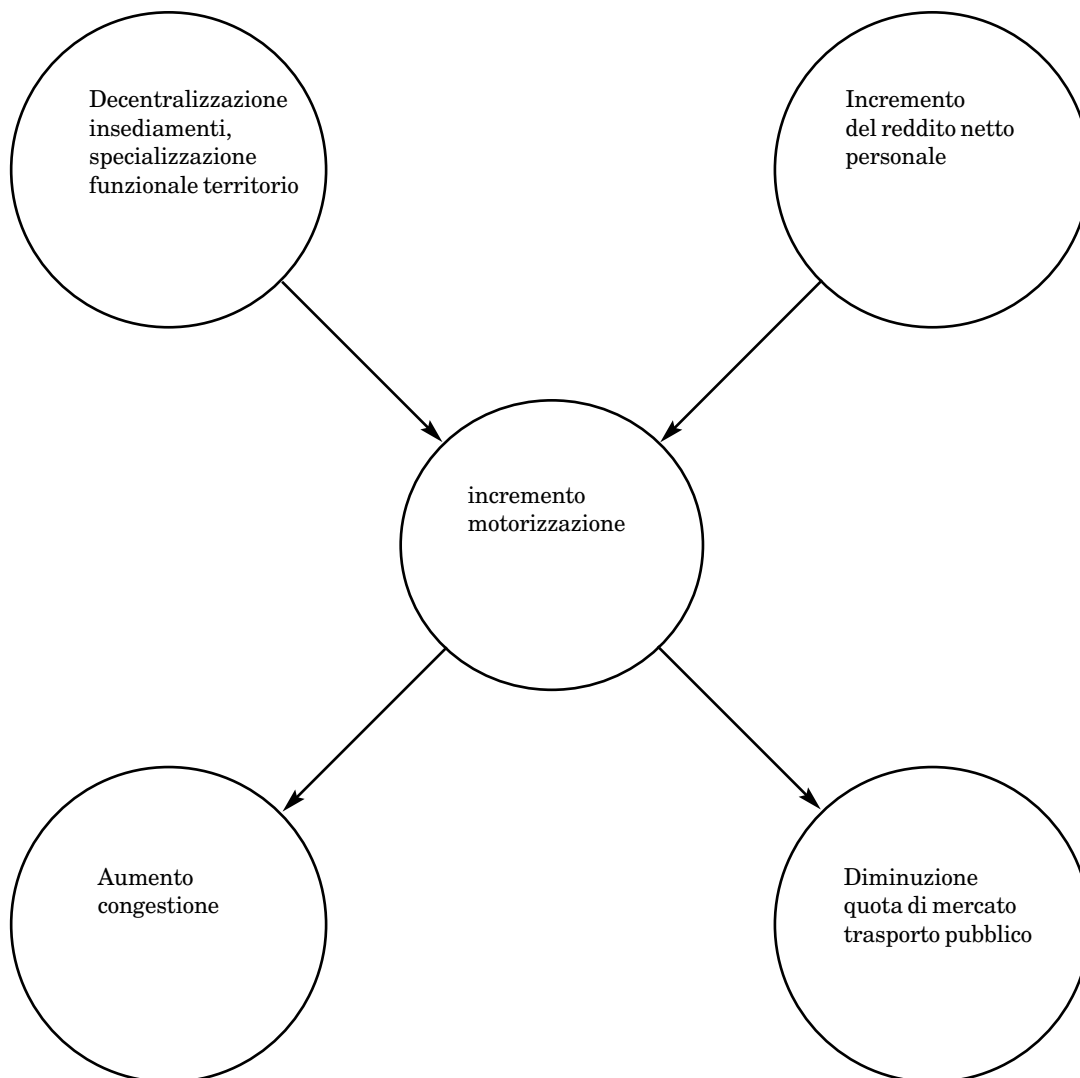 Decentralizzazione
insediamenti,
specializzazione
funzionale territorio
Incremento
del reddito netto
personale
incremento
motorizzazione
Aumento
congestione
Diminuzione
quota di mercato
trasporto pubblico